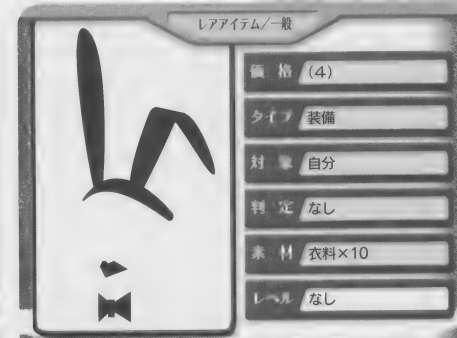 レアアイテム／一般
価格 (4)
タイプ 装備
対象 自分
判定 なし
素材 衣料×10
レベル なし